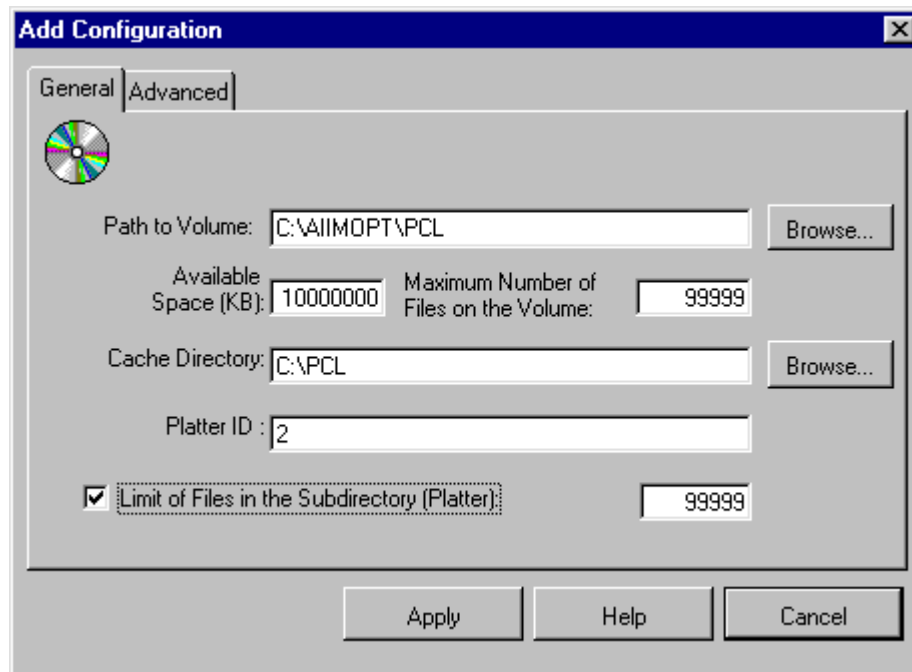 Add Configuration
General Advanced
Path to Volume: C:\AIIMOPT\PCL Browse...
Available Space (KB): 10000000 Maximum Number of Files on the Volume: 99999
Cache Directory: C:\PCL Browse...
Platter ID : 2
Limit of Files in the Subdirectory (Platter): 99999
Apply Help Cancel